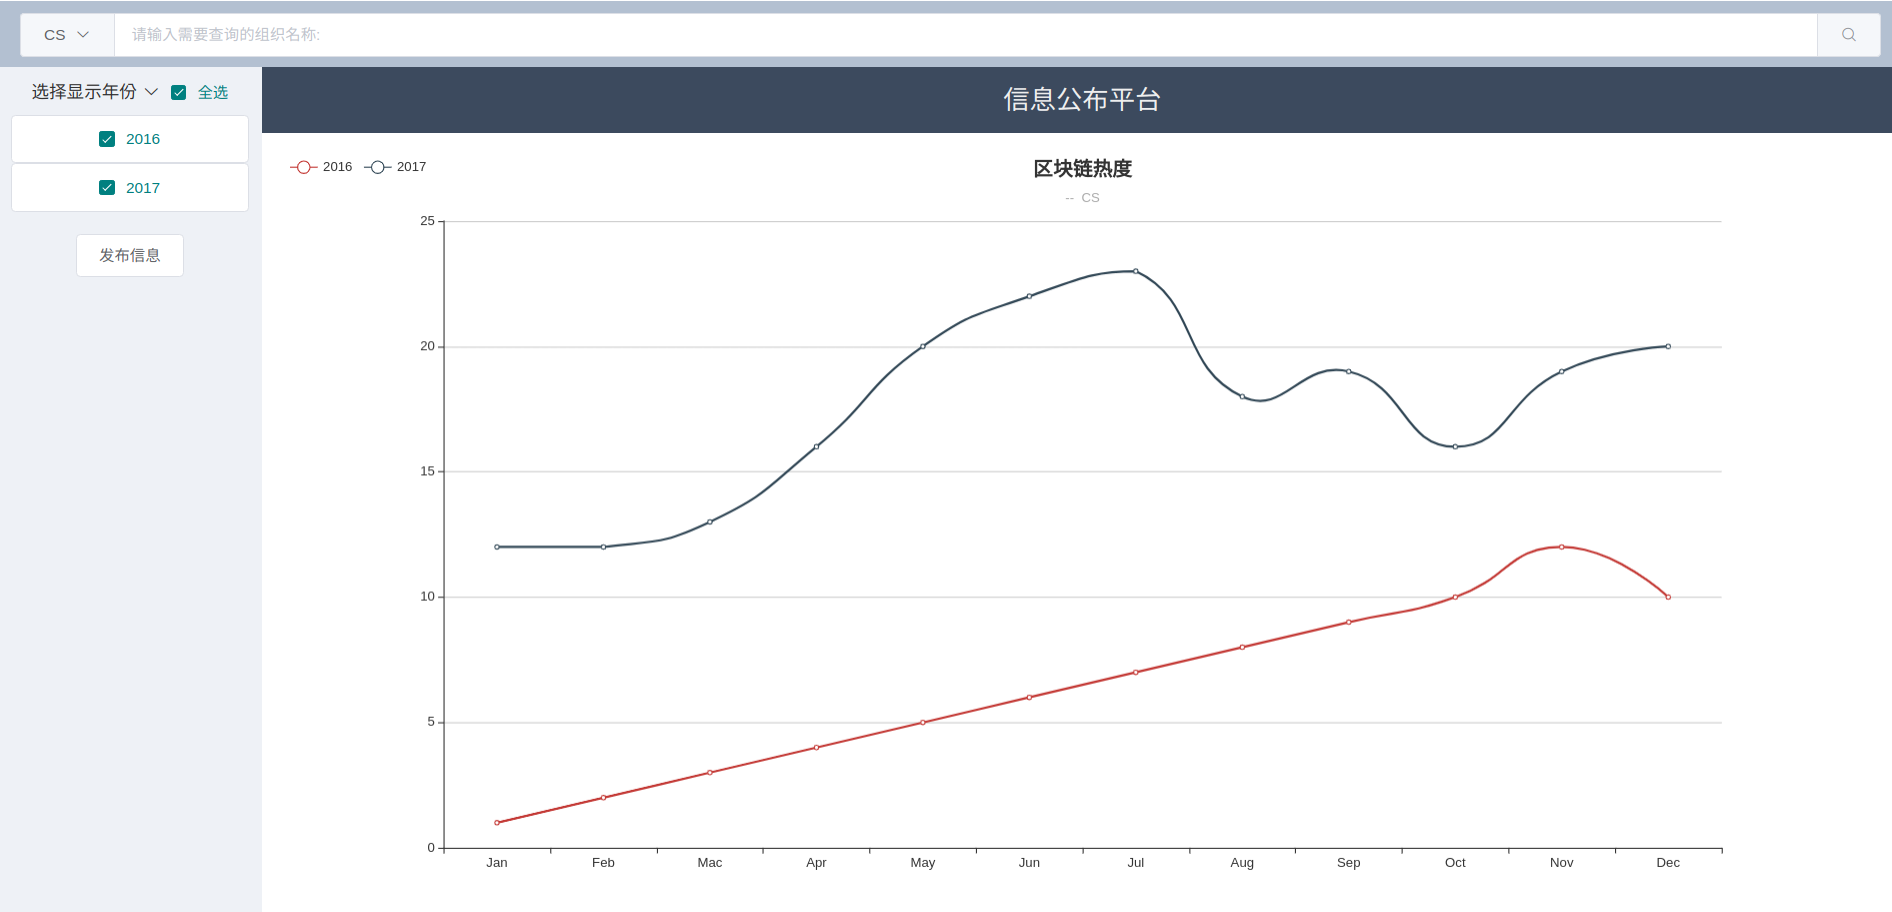 CS
请输入需要查询的组织名称:
选择显示年份 全选
2016
2017
发布信息
信息公布平台
2016 2017
区块链热度
-- CS
25
20
15
10
5
0
Jan Feb Mac Apr May Jun Jul Aug Sep Oct Nov Dec